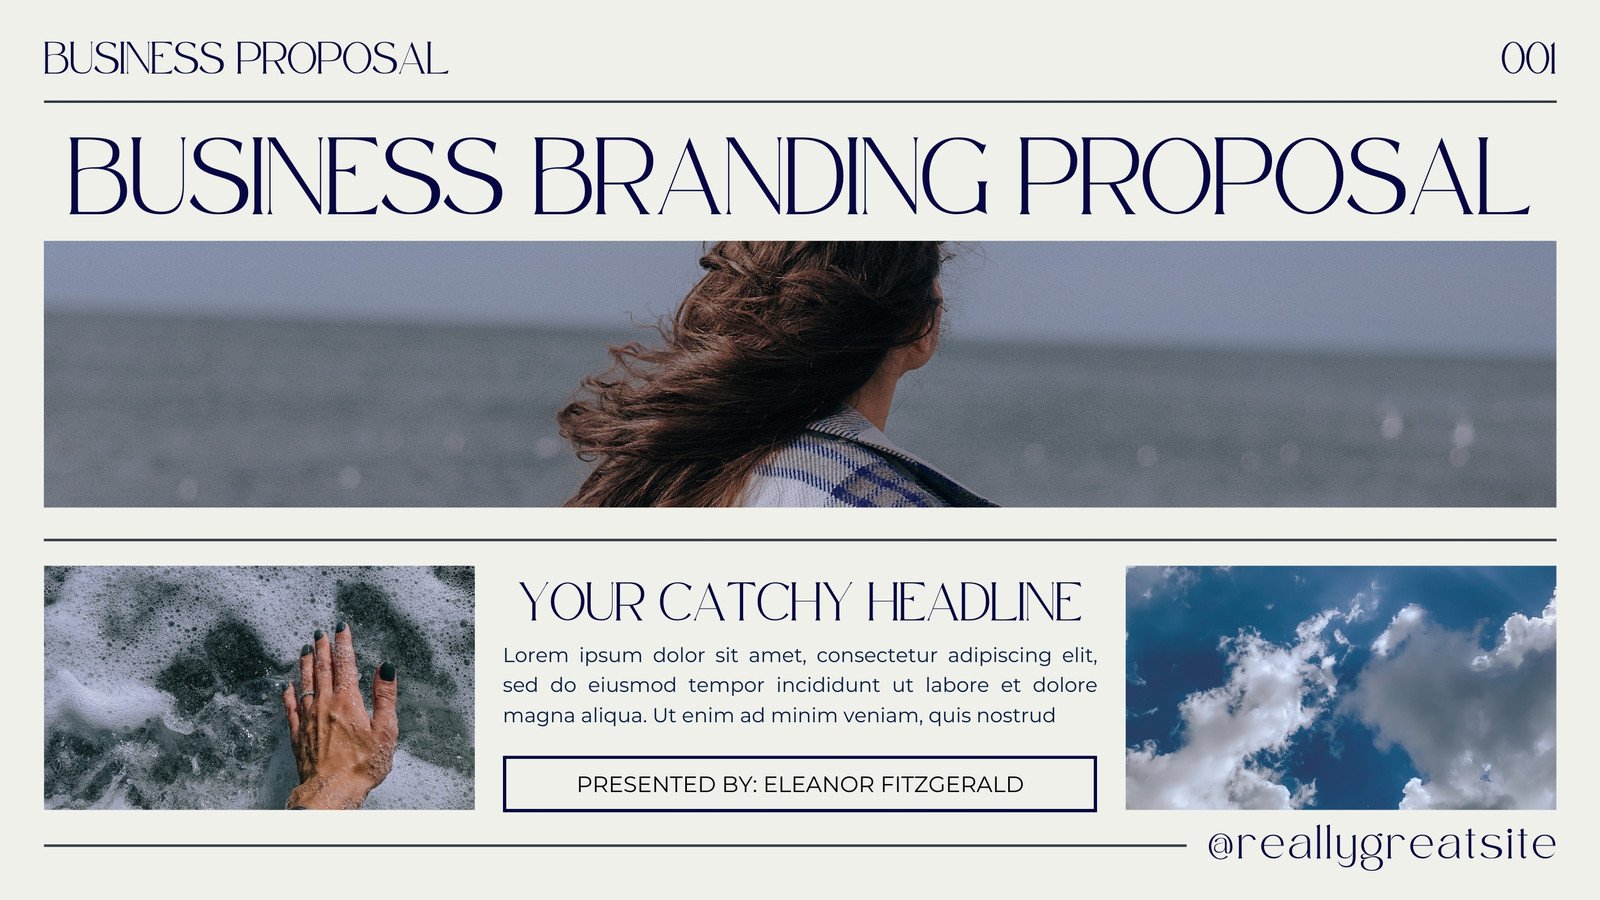 BUSINESS PROPOSAL
001
BUSINESS BRANDING PROPOSAL
YOUR CATCHY HEADLINE
Lorem ipsum dolor sit amet, consectetur adipiscing elit,
sed do eiusmod tempor incididunt ut labore et dolore
magna aliqua. Ut enim ad minim veniam, quis nostrud
PRESENTED BY: ELEANOR FITZGERALD
@reallygreatsite